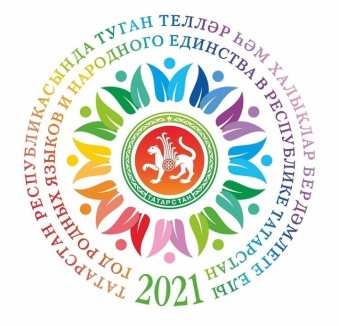 ТАТАРСТАН РЕСПУБЛИКАСЫНДА ТУГАН ТЕЛЛӘР ҺӘМ ХАЛЫКЛАР БЕРДӘМЛЕГЕ ЕЛЫ
ГОД РОДНЫХ ЯЗЫКОВ И НАРОДНОГО ЕДИНСТВА В РЕСПУБЛИКЕ ТАТАРСТАН
ТАТАРСТАН
2021